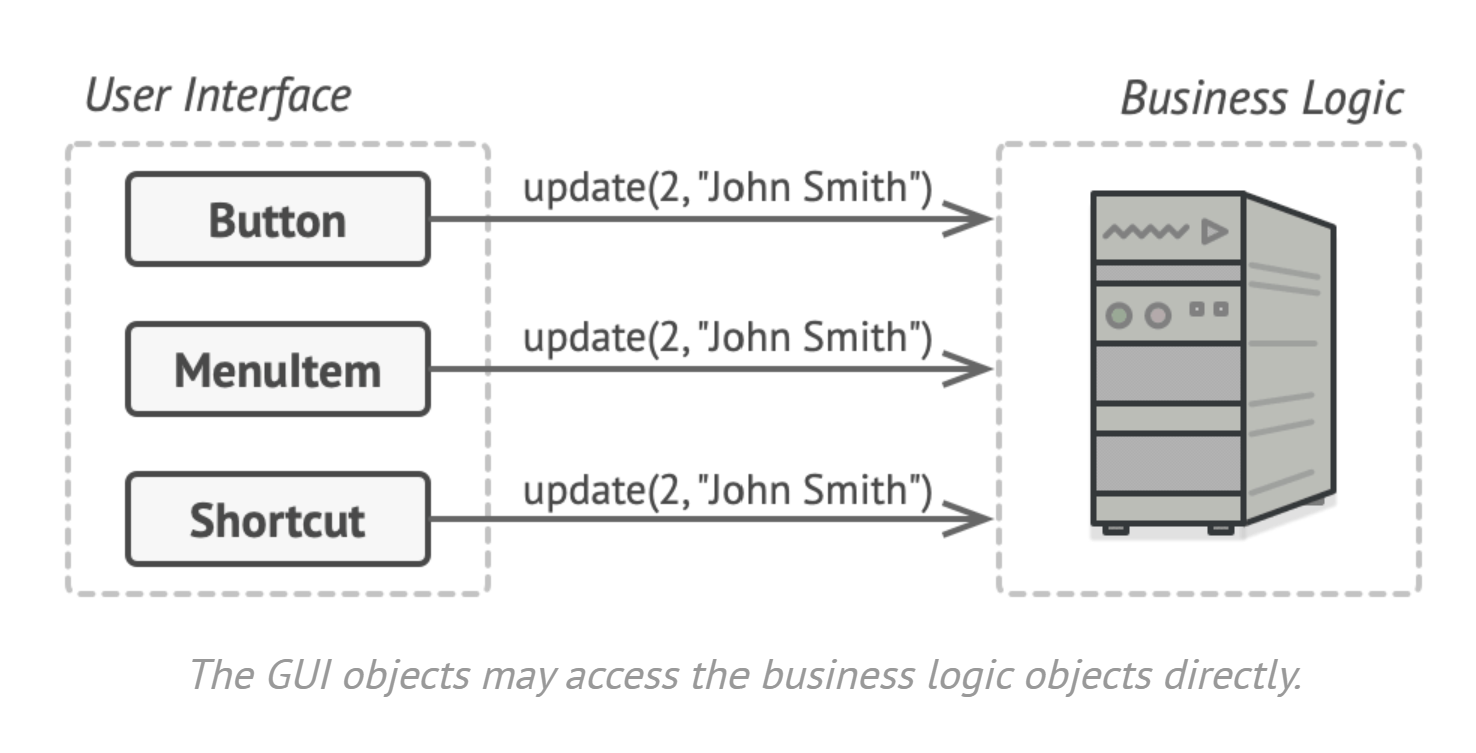 User Interface
Business Logic
Button
update(2, "John Smith")
MenuItem
update(2, "John Smith")
Shortcut
update(2, "John Smith")
The GUI objects may access the business logic objects directly.